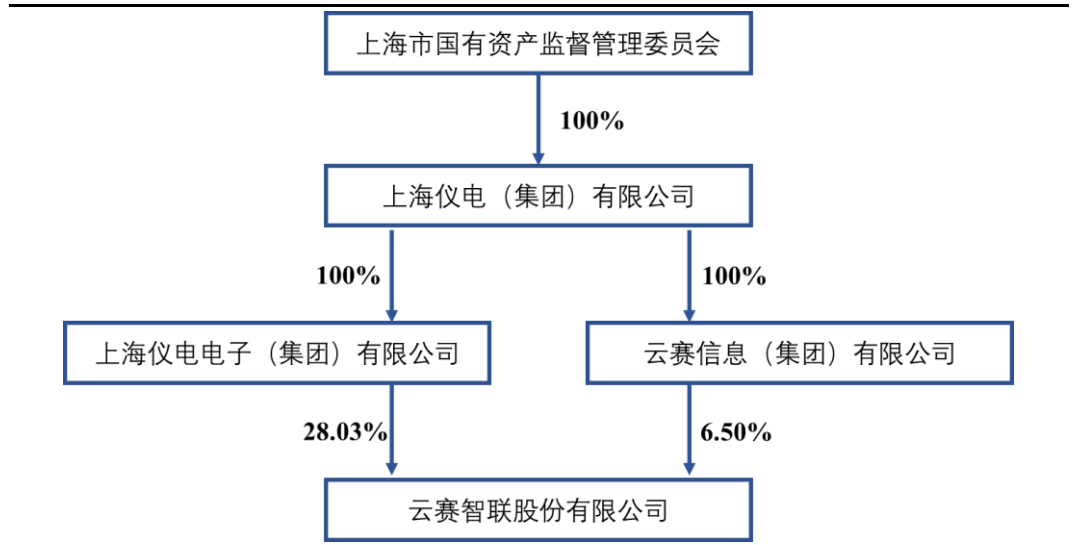 上海市国有资产监督管理委员会
100%
上海仪电（集团）有限公司
100%
100%
上海仪电电子（集团）有限公司
云赛信息（集团）有限公司
28.03%
6.50%
云赛智联股份有限公司